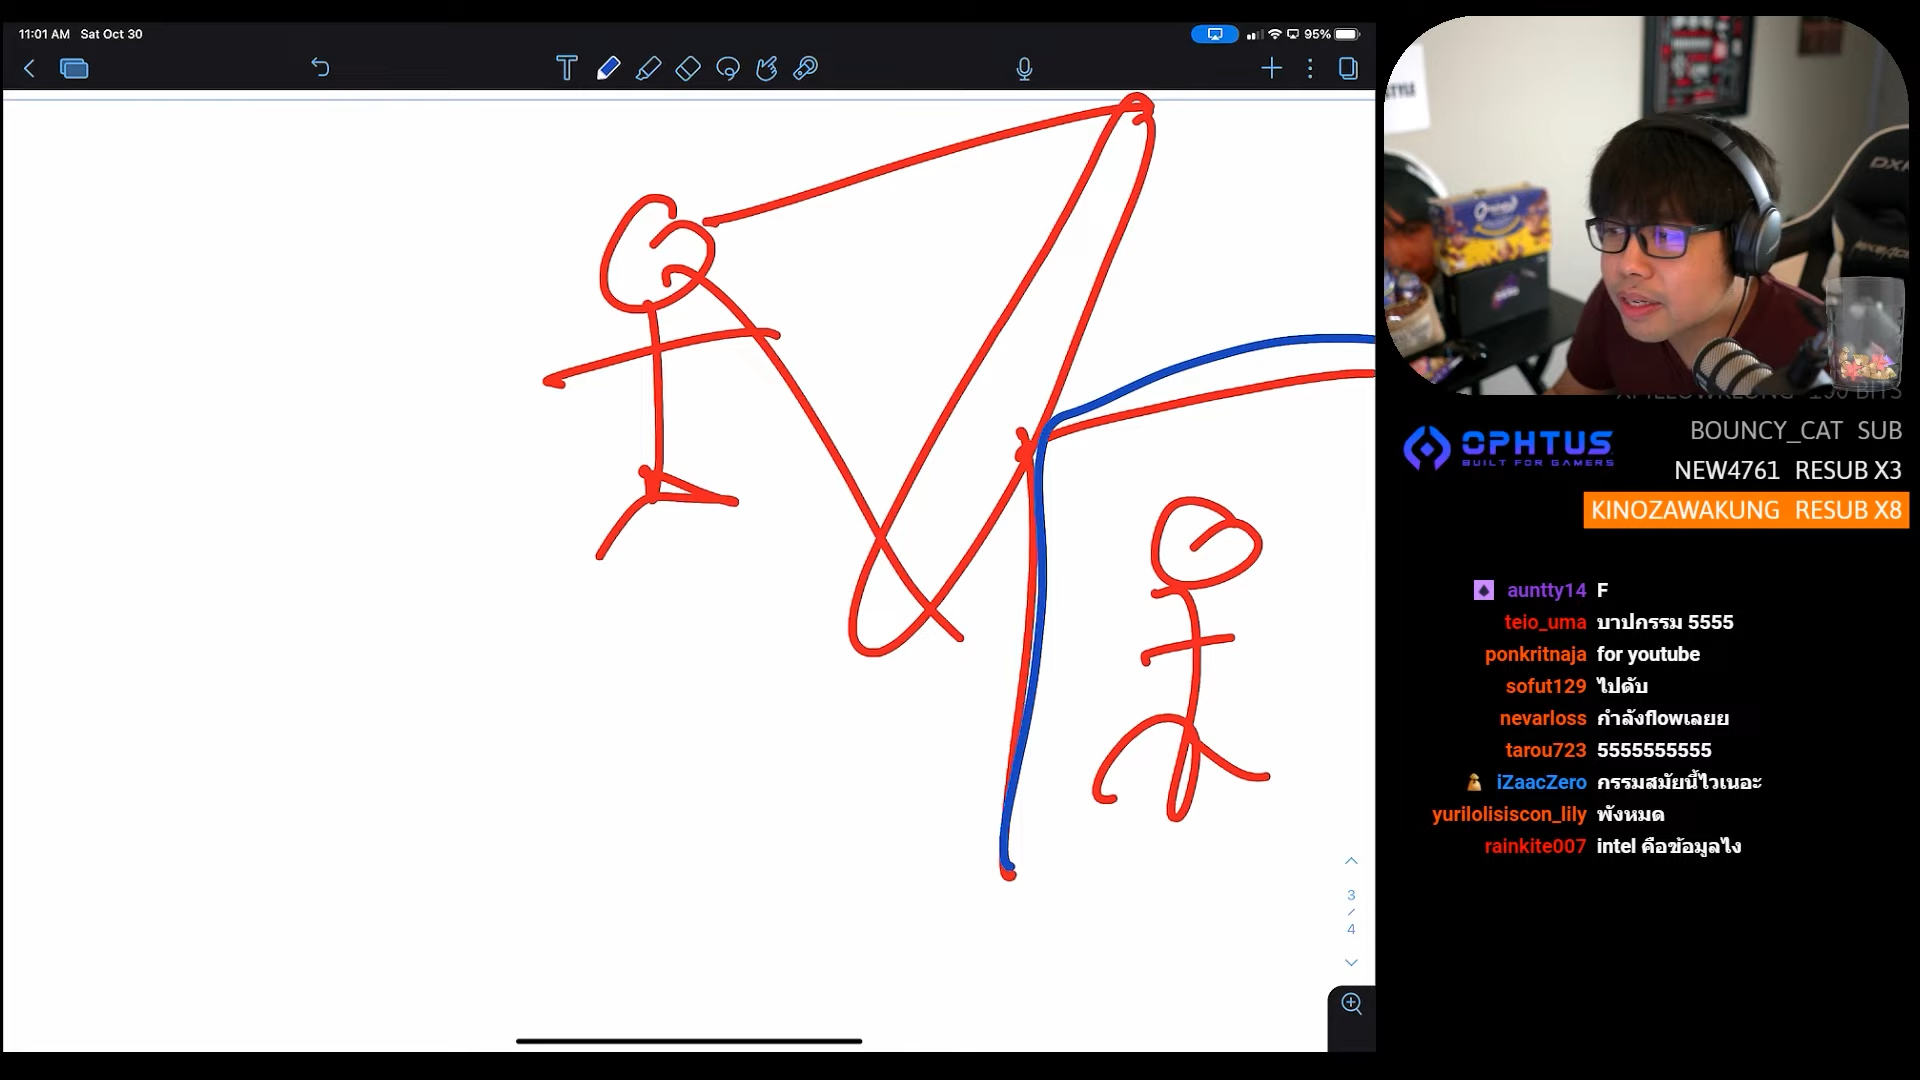 11:01 AM Sat Oct 30
95%
T
STYLE
DX
OPHTUS
BUILT FOR GAMERS
BOUNCY_CAT SUB
NEW4761 RESUB X3
KINOZAWAKUNG RESUB X8
auntty14 F
teio_uma บาปกรรม 5555
ponkritnaja for youtube
sofut129 ไปดับ
nevarloss กำลังflowเลยย
tarou723 5555555555
iZaacZero กรรมสมัยนี้ไวเนอะ
yurilolisiscon_lily พังหมด
rainkite007 intel คือข้อมูลไง
3
/
4